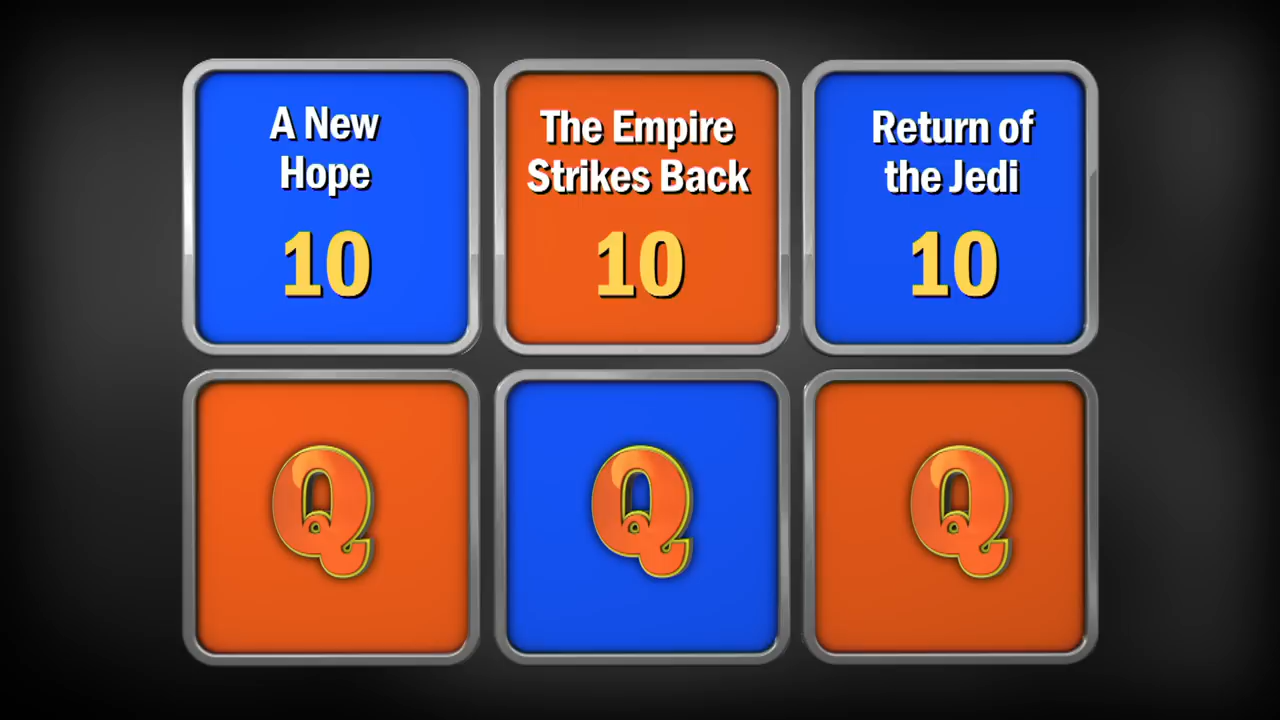 A New
Hope
10
The Empire
Strikes Back
10
Return of
the Jedi
10
Q
Q
Q